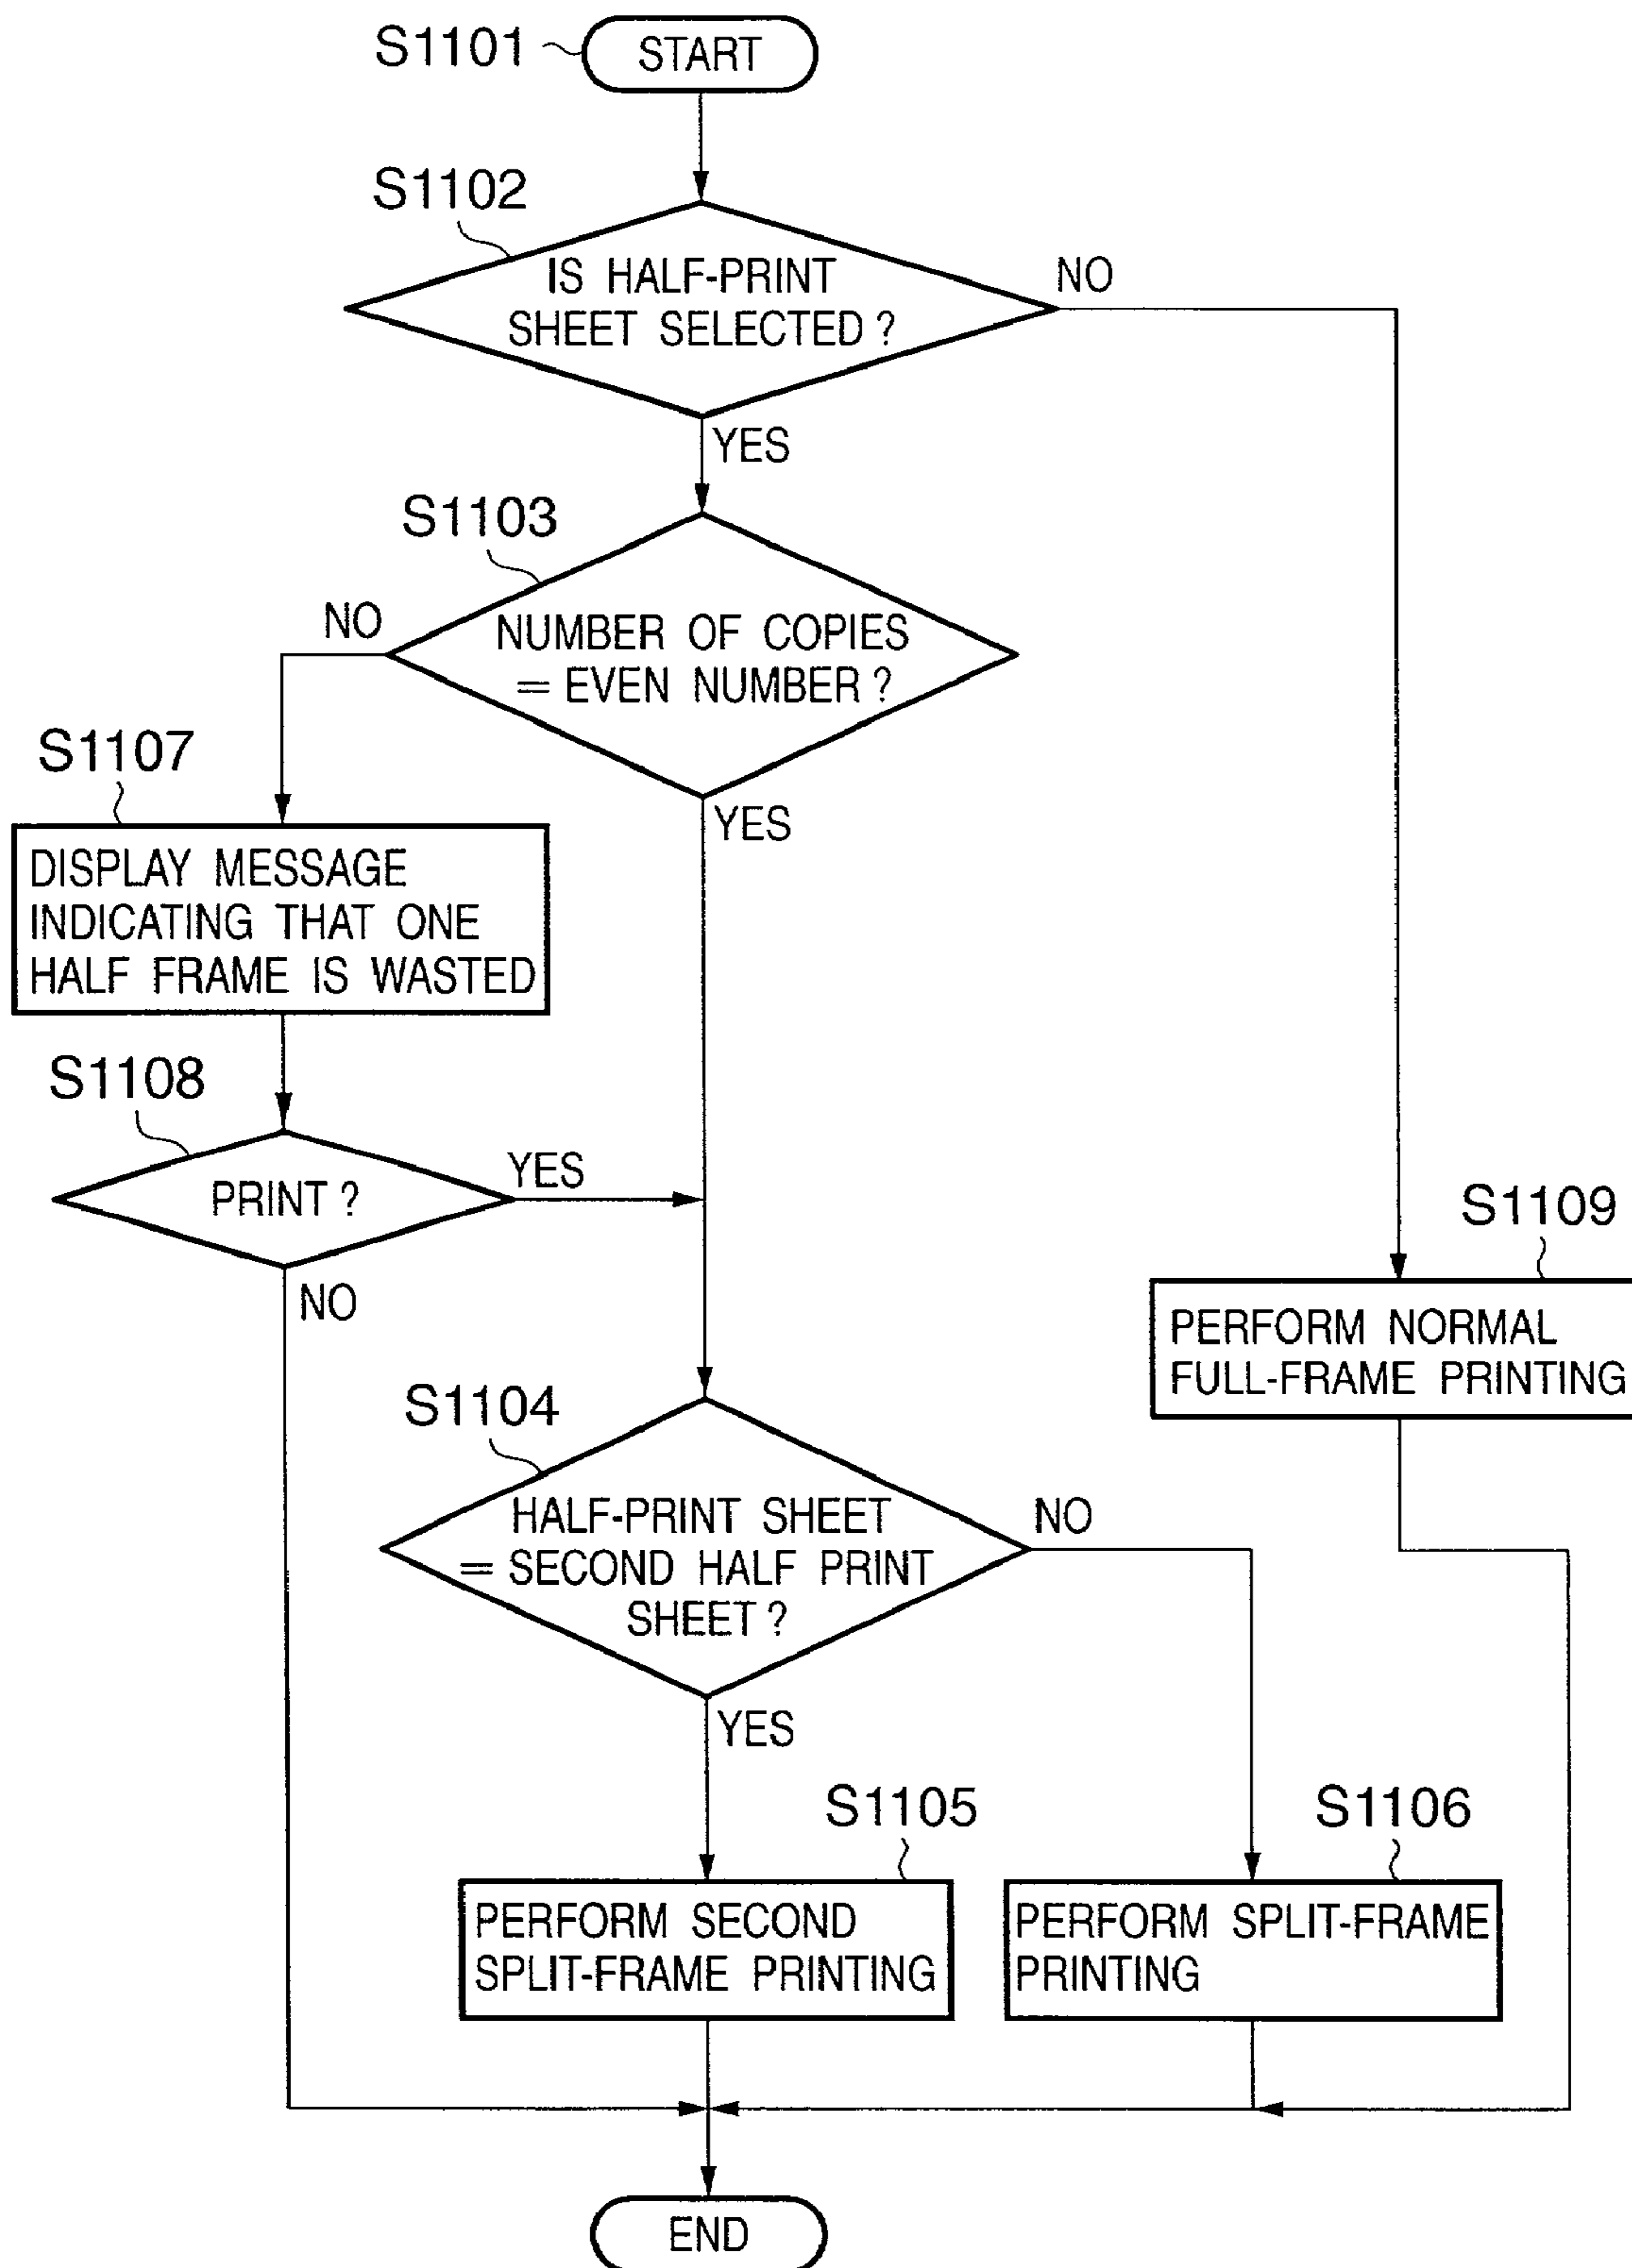 S1101
START
S1102
IS HALF-PRINT
SHEET SELECTED?
NO
YES
S1103
NO
NUMBER OF COPIES
= EVEN NUMBER?
YES
S1107
DISPLAY MESSAGE
INDICATING THAT ONE
HALF FRAME IS WASTED
S1108
PRINT?
YES
NO
S1109
PERFORM NORMAL
FULL-FRAME PRINTING
S1104
HALF-PRINT SHEET
= SECOND HALF PRINT
SHEET?
NO
YES
S1105
PERFORM SECOND
SPLIT-FRAME PRINTING
S1106
PERFORM SPLIT-FRAME
PRINTING
END